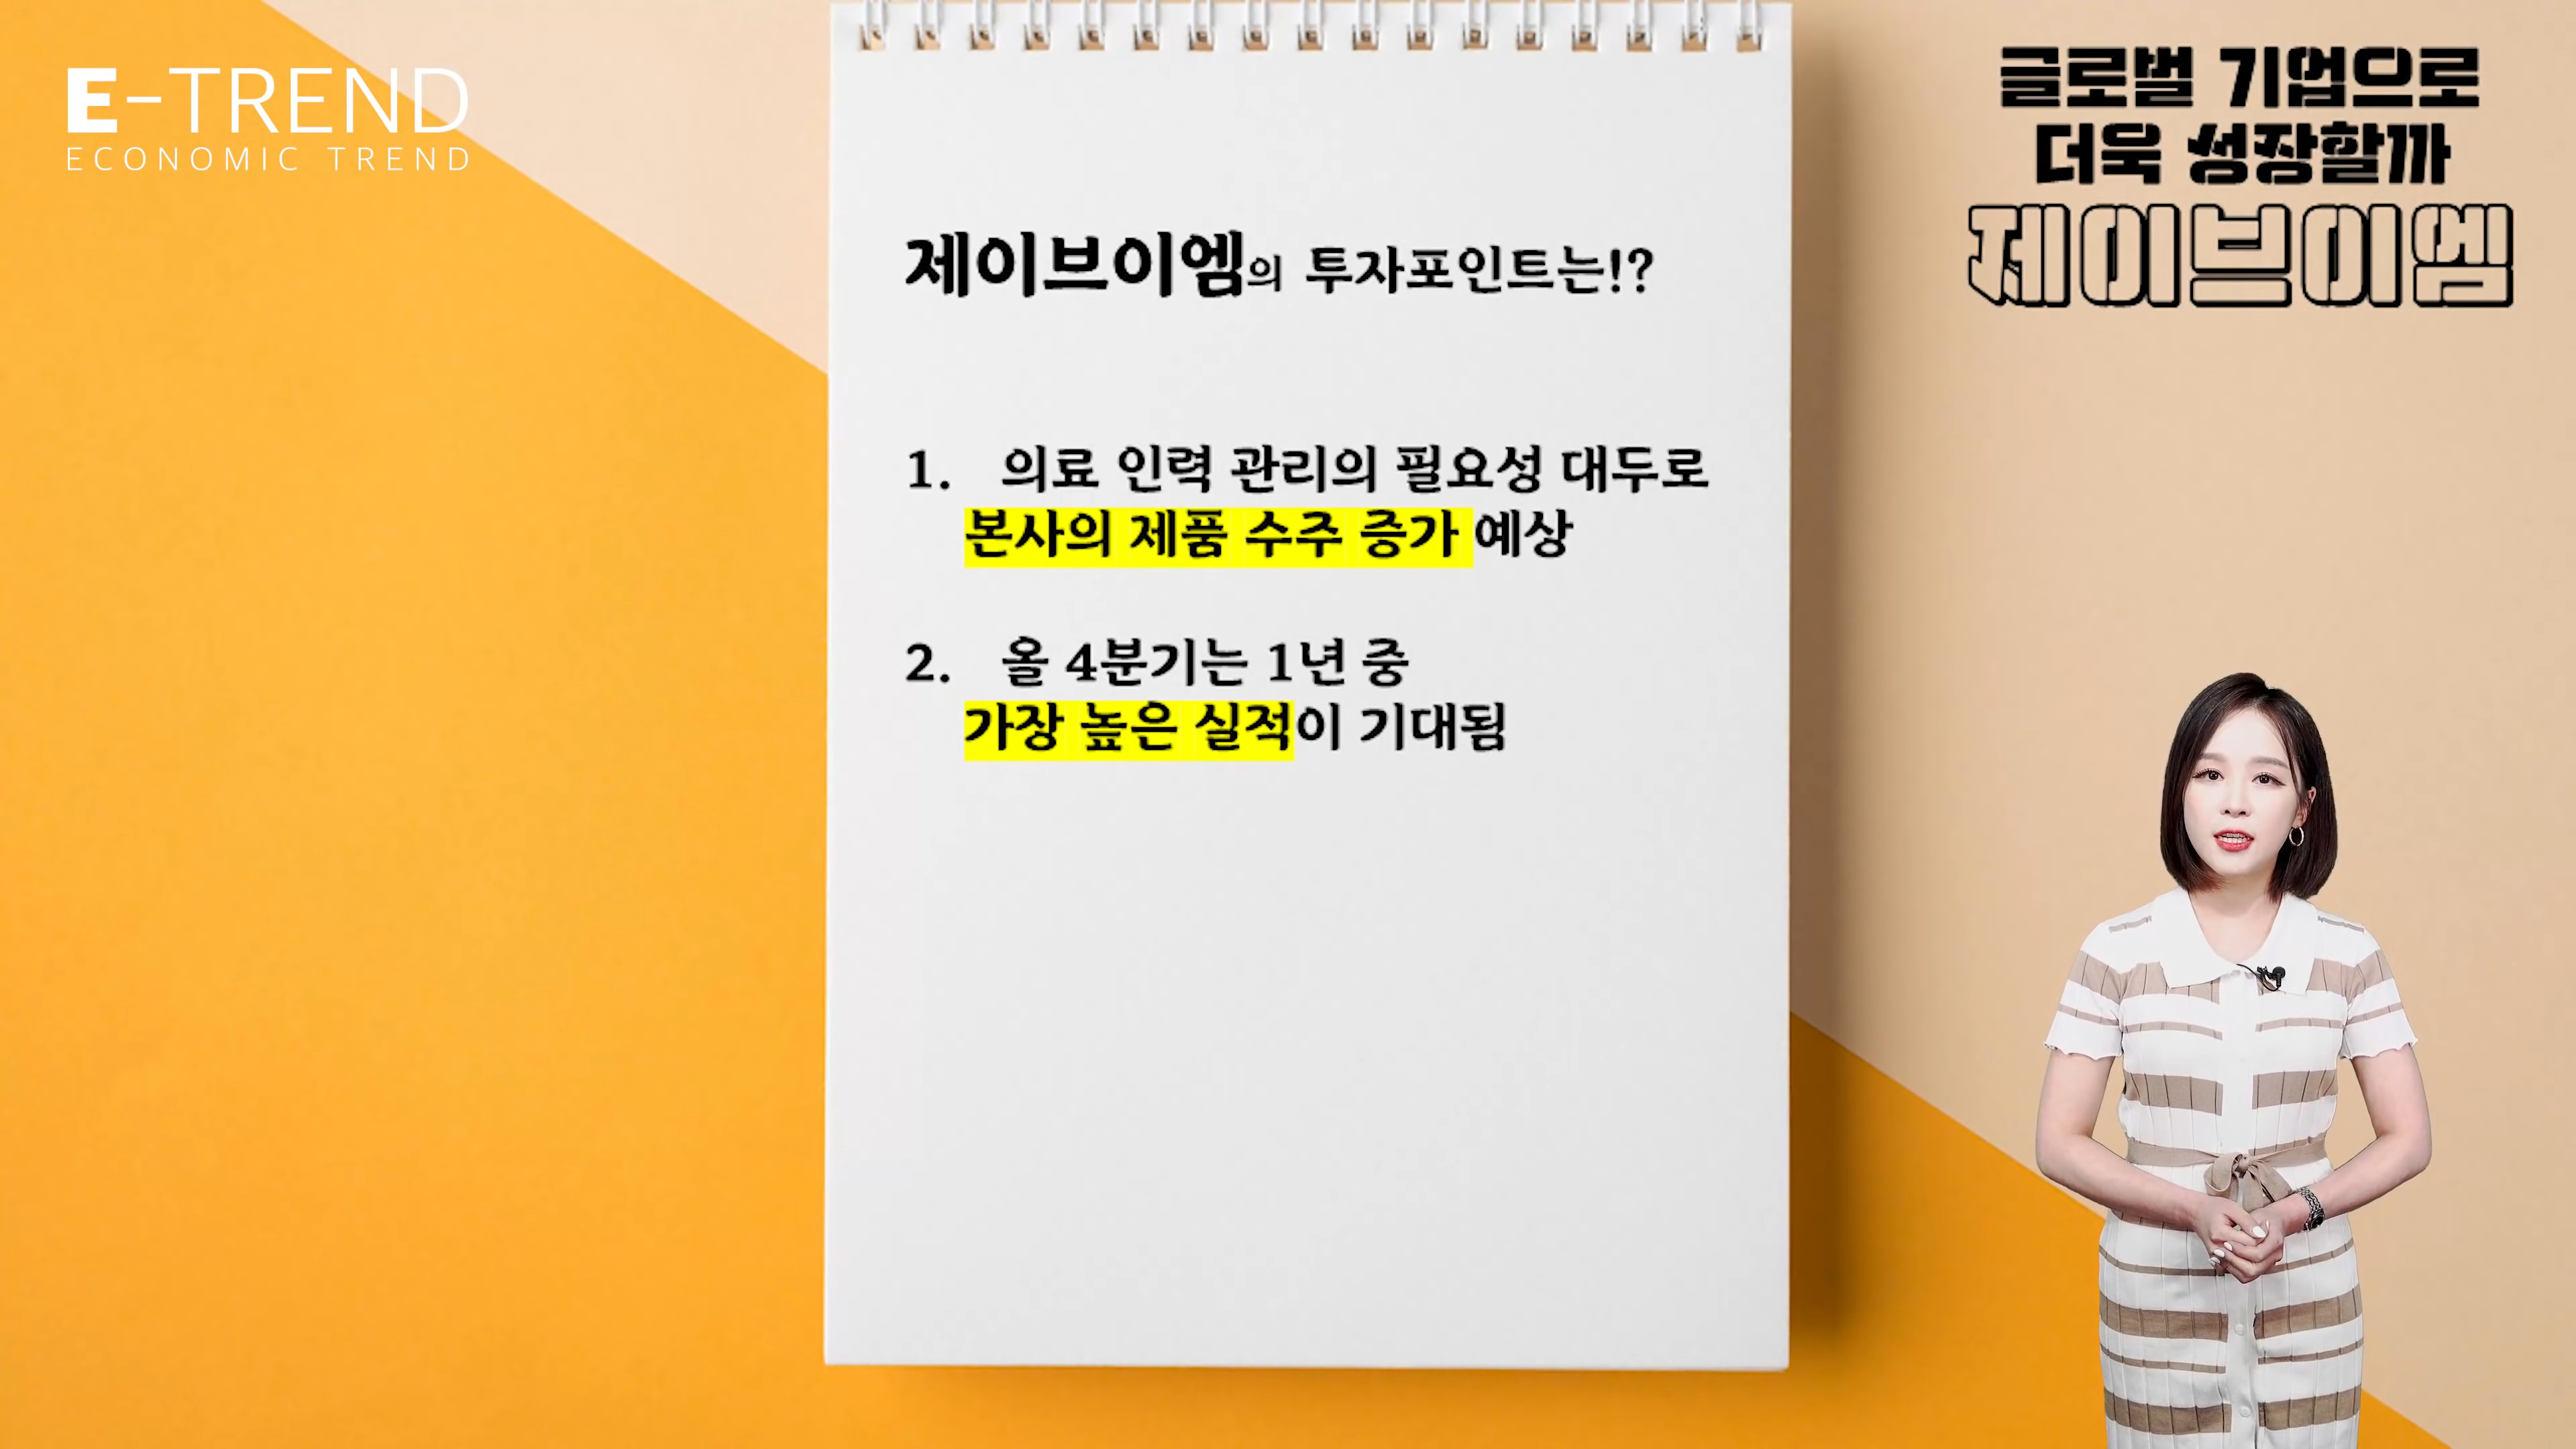 E-TREND
ECONOMIC TREND
글로벌 기업으로
더욱 성장할까
제이브이엠
제이브이엠의 투자포인트는!?
1. 의료 인력 관리의 필요성 대두로
본사의 제품 수주 증가 예상
2. 올 4분기는 1년 중
가장 높은 실적이 기대됨